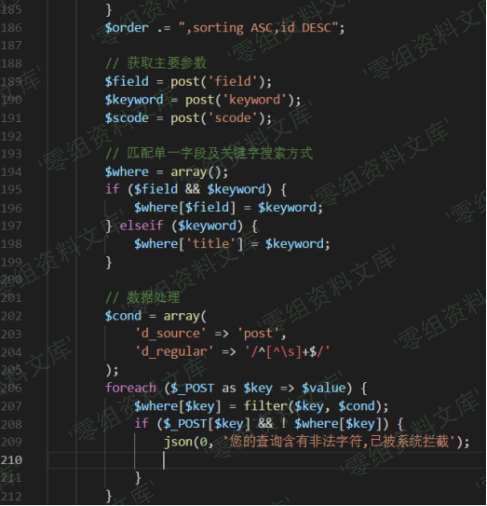 185 }
186 $order .= ",sorting ASC,id DESC";
187
188 // 获取主要参数
189 $field = post('field');
190 $keyword = post('keyword');
191 $scode = post('scode');
192
193 // 匹配单一字段及关键字搜索方式
194 $where = array();
195 if ($field && $keyword) {
196 $where[$field] = $keyword;
197 } elseif ($keyword) {
198 $where['title'] = $keyword;
199 }
200
201 // 数据处理
202 $cond = array(
203 'd_source' => 'post',
204 'd_regular' => '/^[^\s]+$/'
205 );
206 foreach ($_POST as $key => $value) {
207 $where[$key] = filter($key, $cond);
208 if ($_POST[$key] && ! $where[$key]) {
209 json(0, '您的查询含有非法字符,已被系统拦截');
210
211 }
212 }
'零组资料文库'